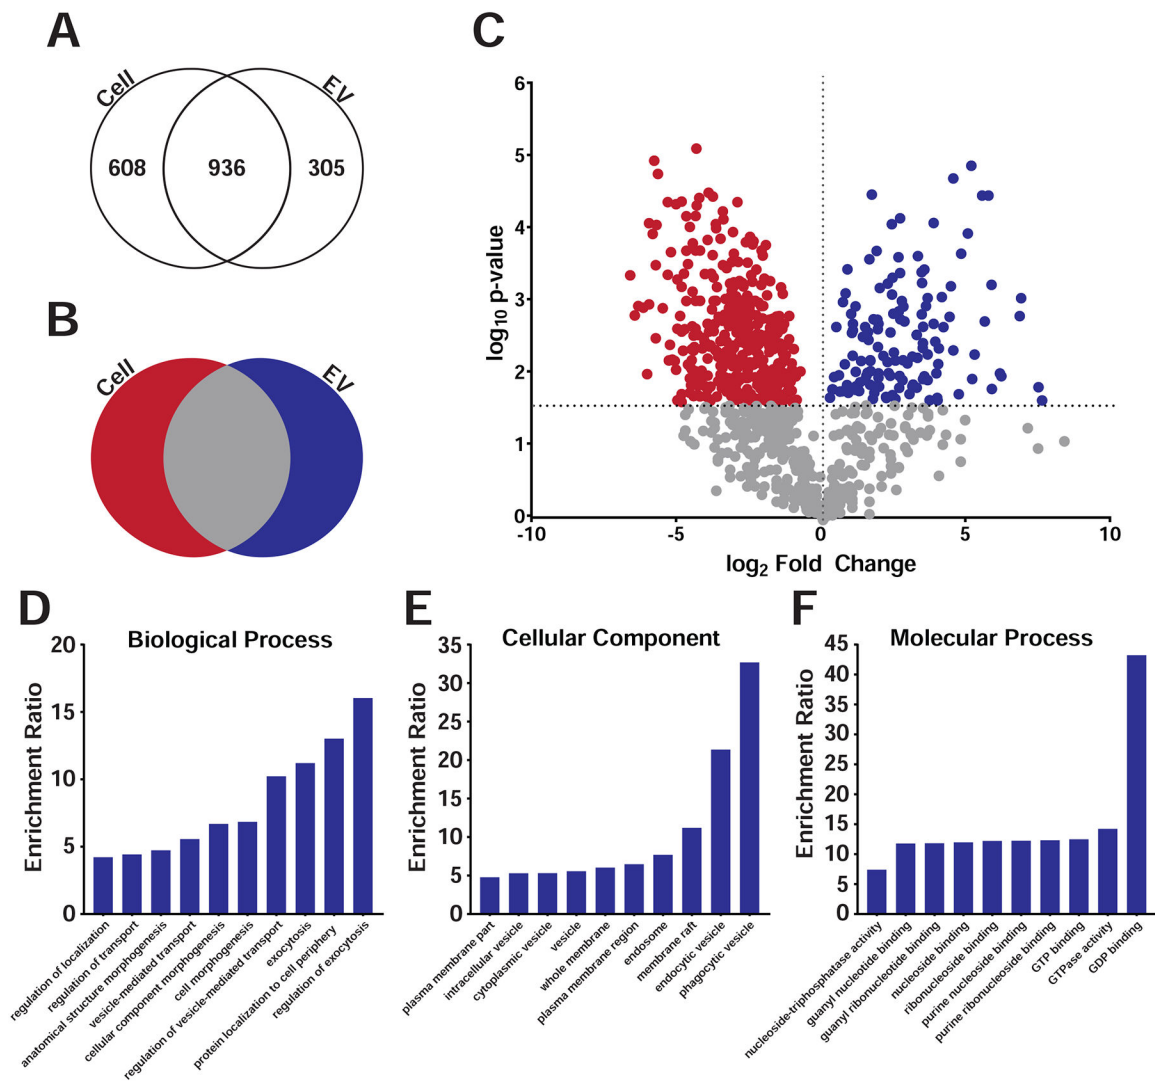 A
Cell
EV
608
936
305
B
Cell
EV
C
log10 p-value
6
5
4
3
2
1
0
-10
-5
0
5
10
log2 Fold Change
D
Biological Process
Enrichment Ratio
20
15
10
5
0
regulation of localization
regulation of transport
anatomical structure morphogenesis
vesicle-mediated transport
cellular component morphogenesis
cell morphogenesis
regulation of vesicle-mediated transport
exocytosis
protein localization to cell periphery
regulation of exocytosis
E
Cellular Component
Enrichment Ratio
35
30
25
20
15
10
5
0
plasma membrane part
intracellular vesicle
cytoplasmic vesicle
vesicle
whole membrane
plasma membrane region
endosome
membrane raft
endocytic vesicle
phagocytic vesicle
F
Molecular Process
Enrichment Ratio
45
40
35
30
25
20
15
10
5
0
nucleoside-triphosphatase activity
guanyl nucleotide binding
guanyl ribonucleotide binding
nucleoside binding
ribonucleoside binding
purine nucleoside binding
purine ribonucleoside binding
GTP binding
GTPase activity
GDP binding